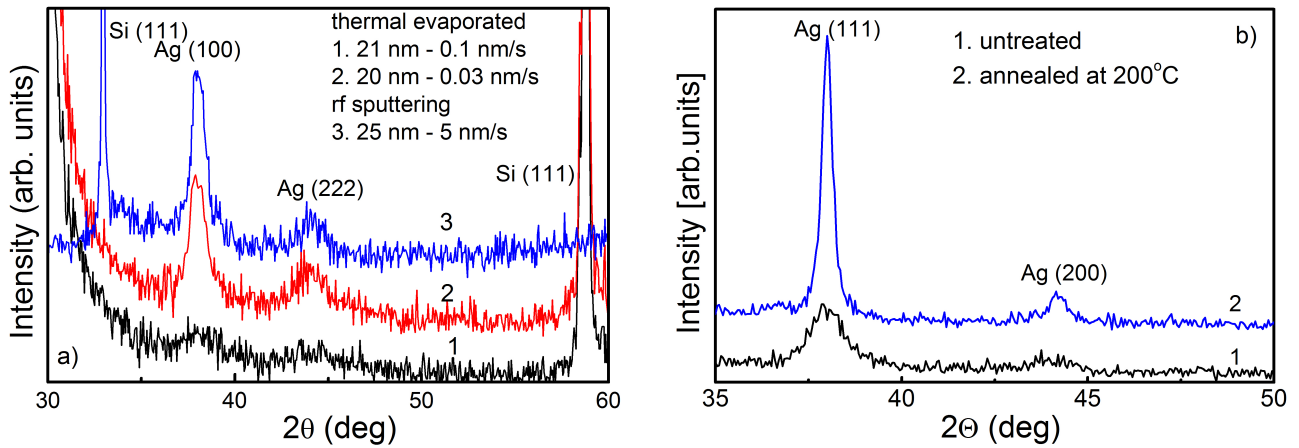 Intensity (arb. units)
Si (111)
Ag (100)
thermal evaporated
1. 21 nm - 0.1 nm/s
2. 20 nm - 0.03 nm/s
rf sputtering
3. 25 nm - 5 nm/s
Si (111)
Ag (222)
3
2
1
a)
30 40 50 60
2θ (deg)
Intensity [arb.units]
Ag (111)
b)
1. untreated
2. annealed at 200°C
Ag (200)
2
1
35 40 45 50
2Θ (deg)